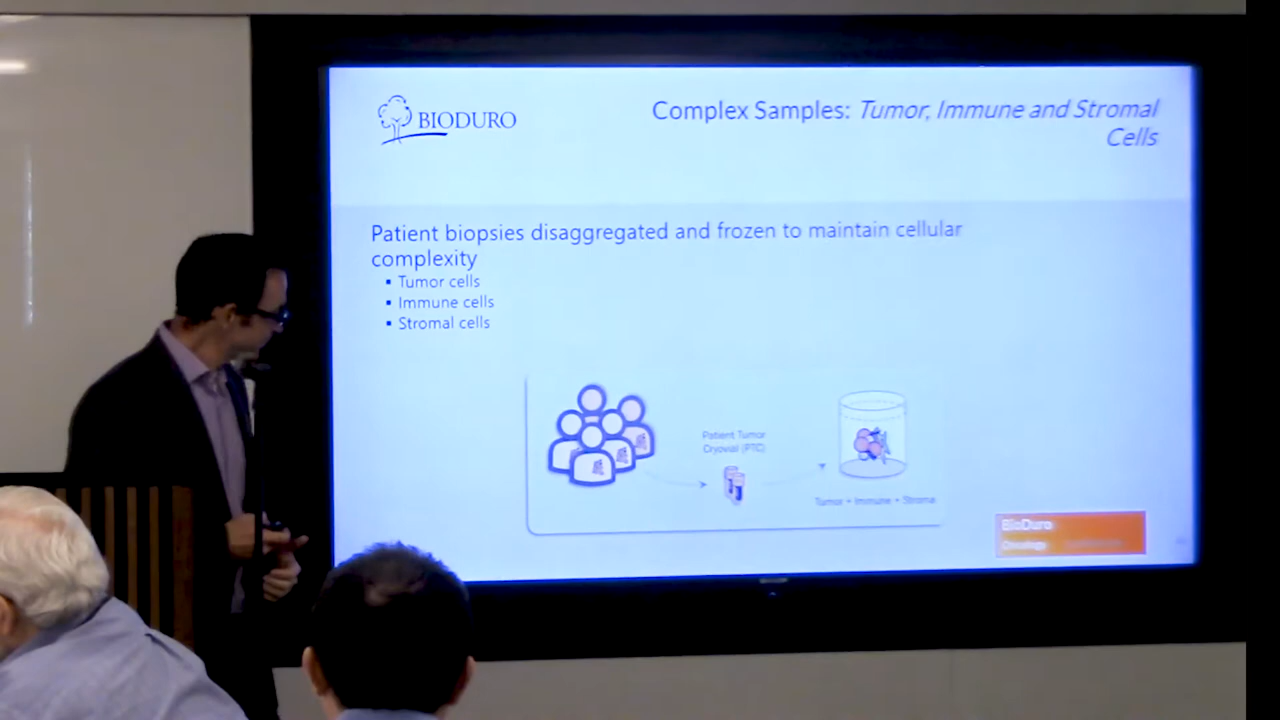 BIODURO
Complex Samples: Tumor, Immune and Stromal
Cells
Patient biopsies disaggregated and frozen to maintain cellular
complexity
▪ Tumor cells
▪ Immune cells
▪ Stromal cells
Patient Tumor
Cryovial (PTC)
Tumor + Immune + Stroma
BioDuro